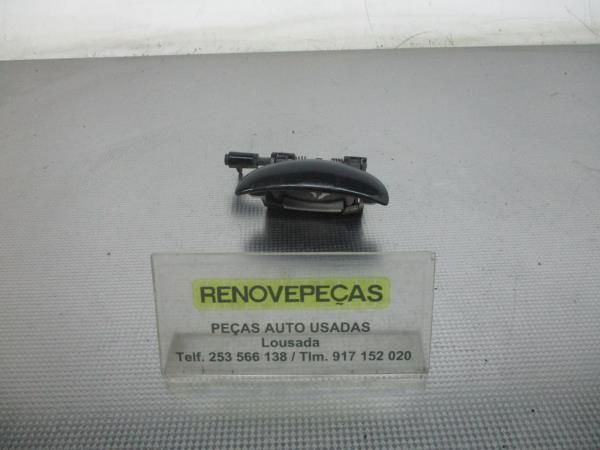 RENOVEPEÇAS
PEÇAS AUTO USADAS
Lousada
Telf. 253 566 138 / Tlm. 917 152 020